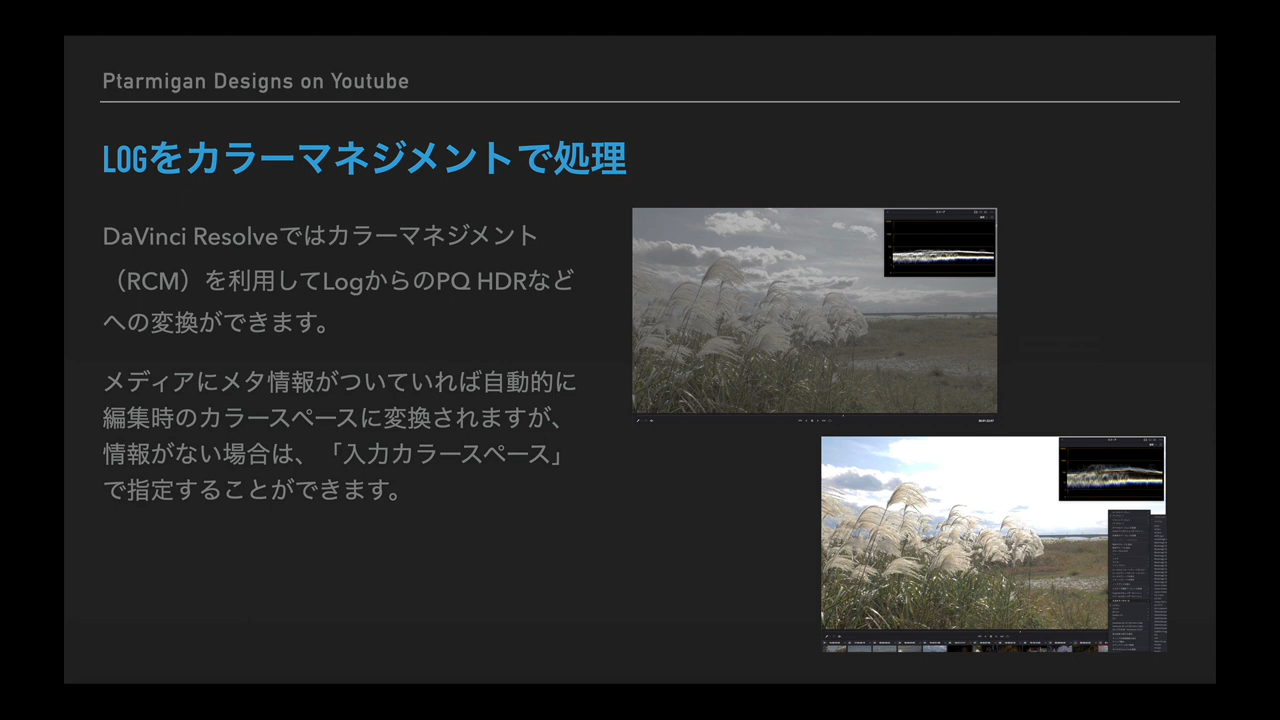 Ptarmigan Designs on Youtube
LOGをカラーマネジメントで処理
DaVinci Resolveではカラーマネジメント
（RCM）を利用してLogからのPQ HDRなど
への変換ができます。
メディアにメタ情報がついていれば自動的に
編集時のカラースペースに変換されますが、
情報がない場合は、「入力カラースペース」
で指定することができます。